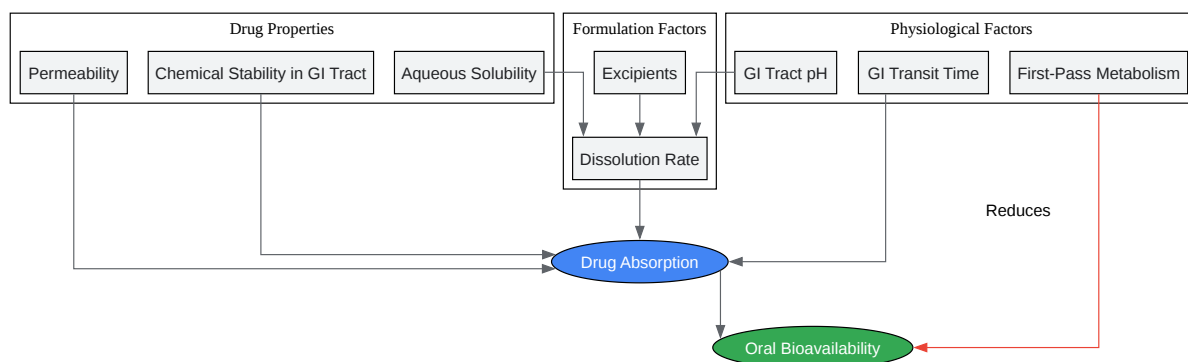 Drug Properties
Formulation Factors
Physiological Factors
Permeability
Chemical Stability in GI Tract
Aqueous Solubility
Excipients
GI Tract pH
GI Transit Time
First-Pass Metabolism
Dissolution Rate
Reduces
Drug Absorption
Oral Bioavailability